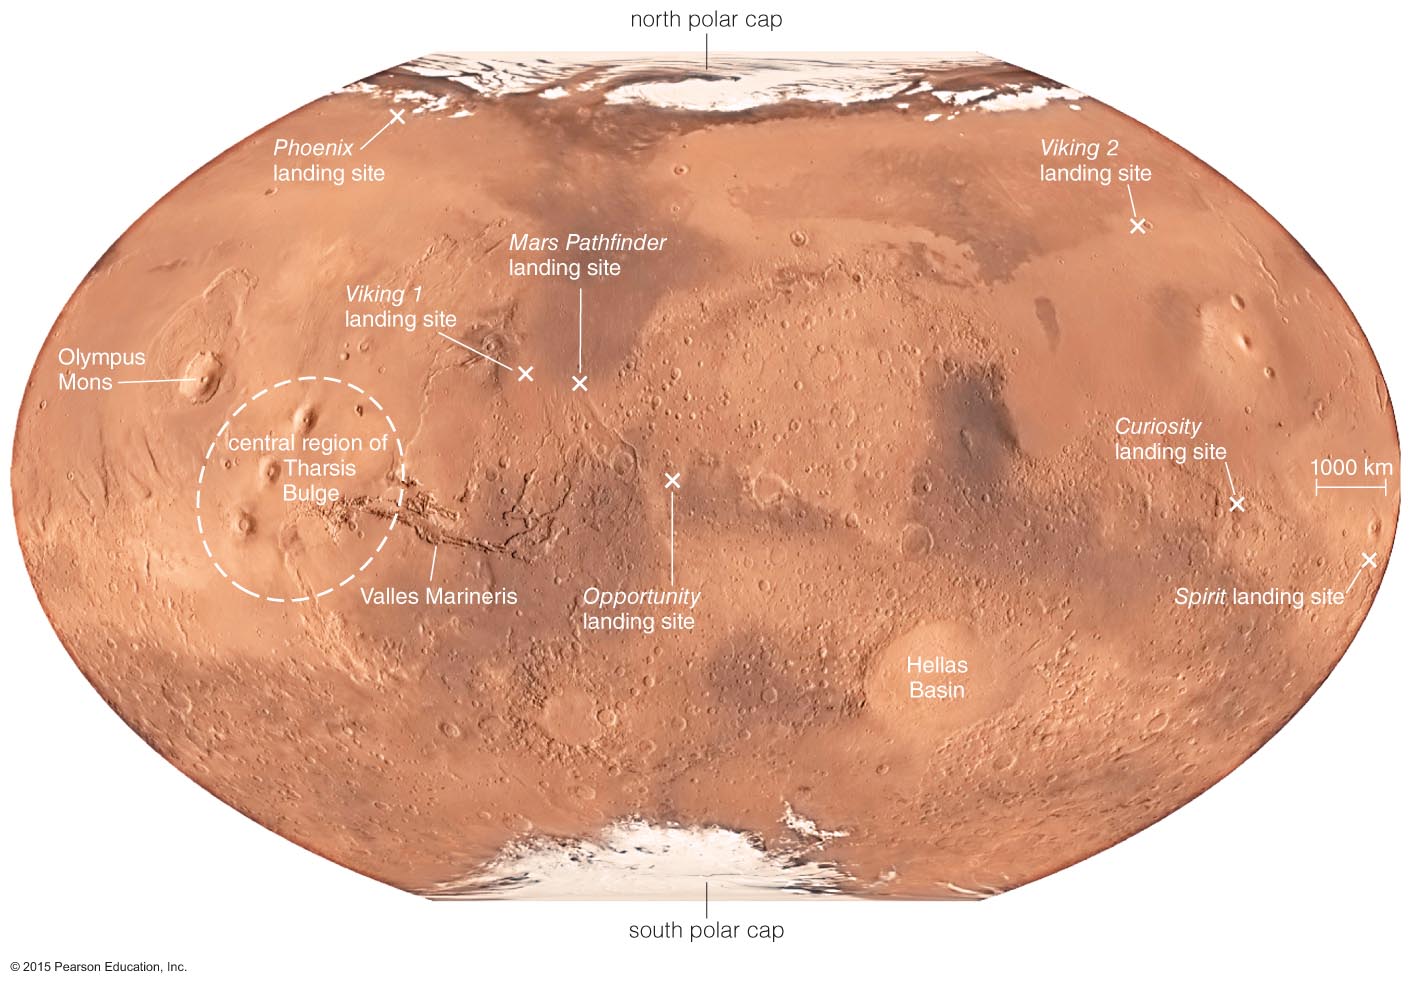 north polar cap
Phoenix
landing site
Viking 2
landing site
Mars Pathfinder
landing site
Viking 1
landing site
Olympus
Mons
central region of
Tharsis
Bulge
Curiosity
landing site
1000 km
Valles Marineris
Opportunity
landing site
Spirit landing site
Hellas
Basin
south polar cap
© 2015 Pearson Education, Inc.